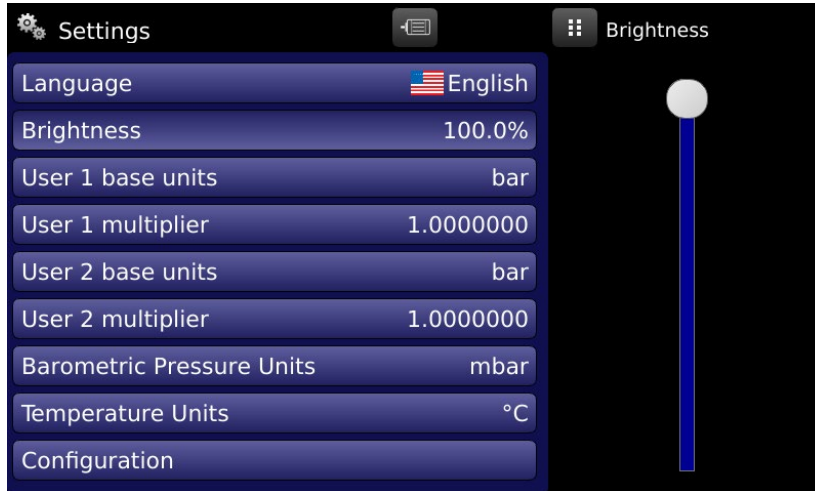 Settings
Brightness
Language English
Brightness 100.0%
User 1 base units bar
User 1 multiplier 1.0000000
User 2 base units bar
User 2 multiplier 1.0000000
Barometric Pressure Units mbar
Temperature Units °C
Configuration